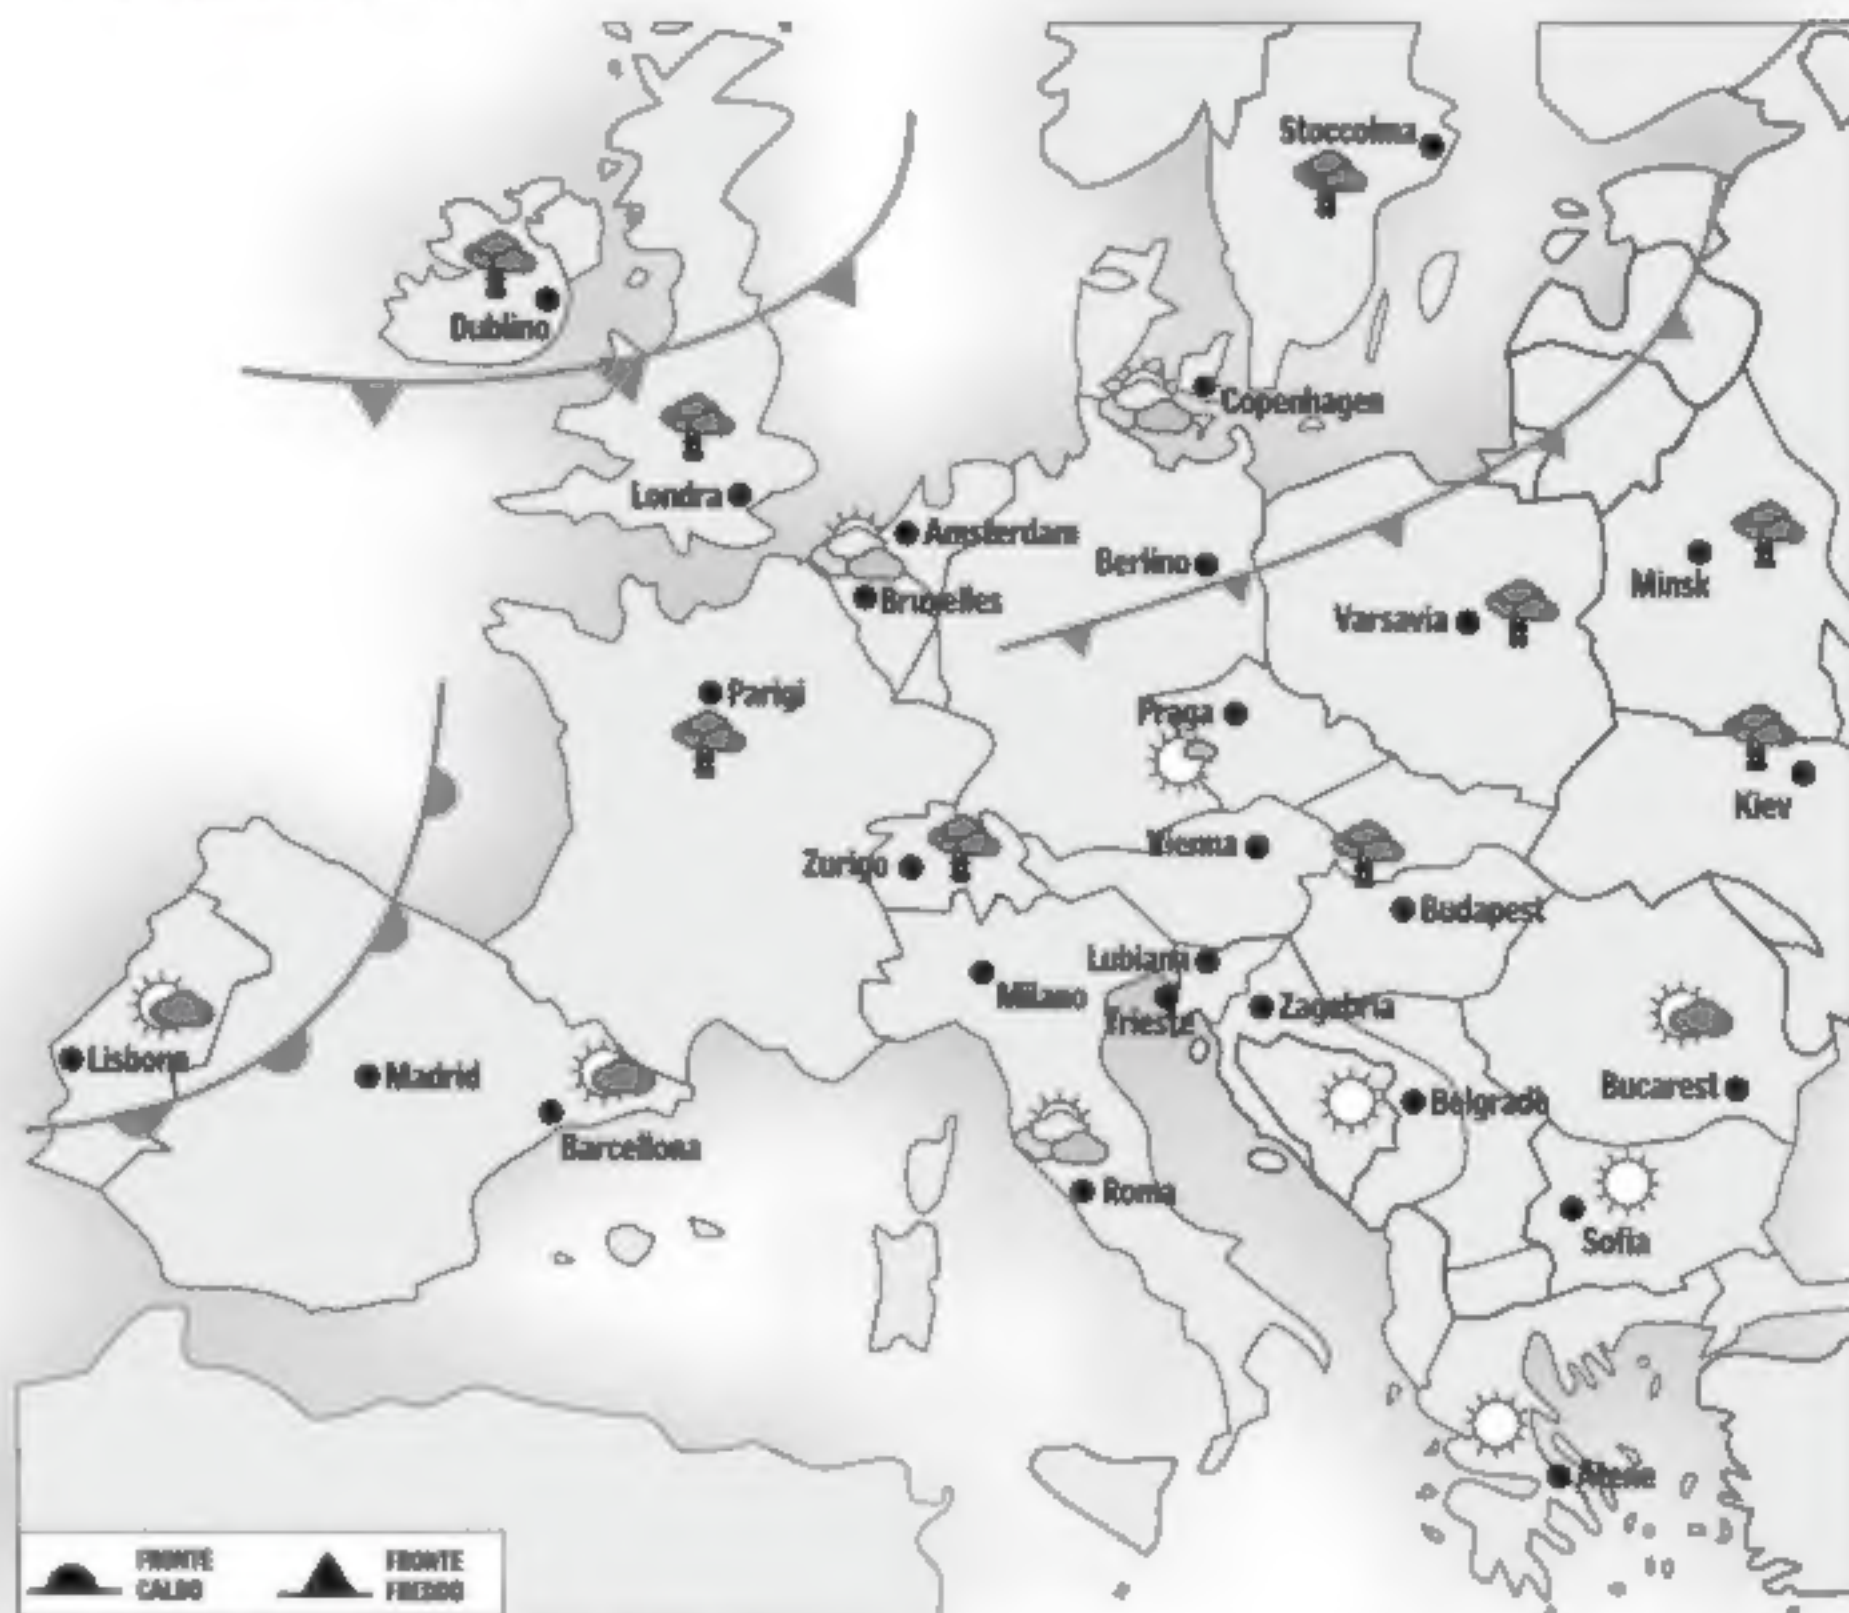 Stoccolma
Dublino
Copenhagen
Londra
Amsterdam
Berlino
Minsk
Bruxelles
Varsavia
Parigi
Praga
Kiev
Vienna
Zurigo
Budapest
Lubiana
Milano
Zagabria
Trieste
Lisbona
Madrid
Bucarest
Belgrado
Barcellona
Roma
Sofia
Atene
FRONTE
CALDO
FRONTE
FREDDO